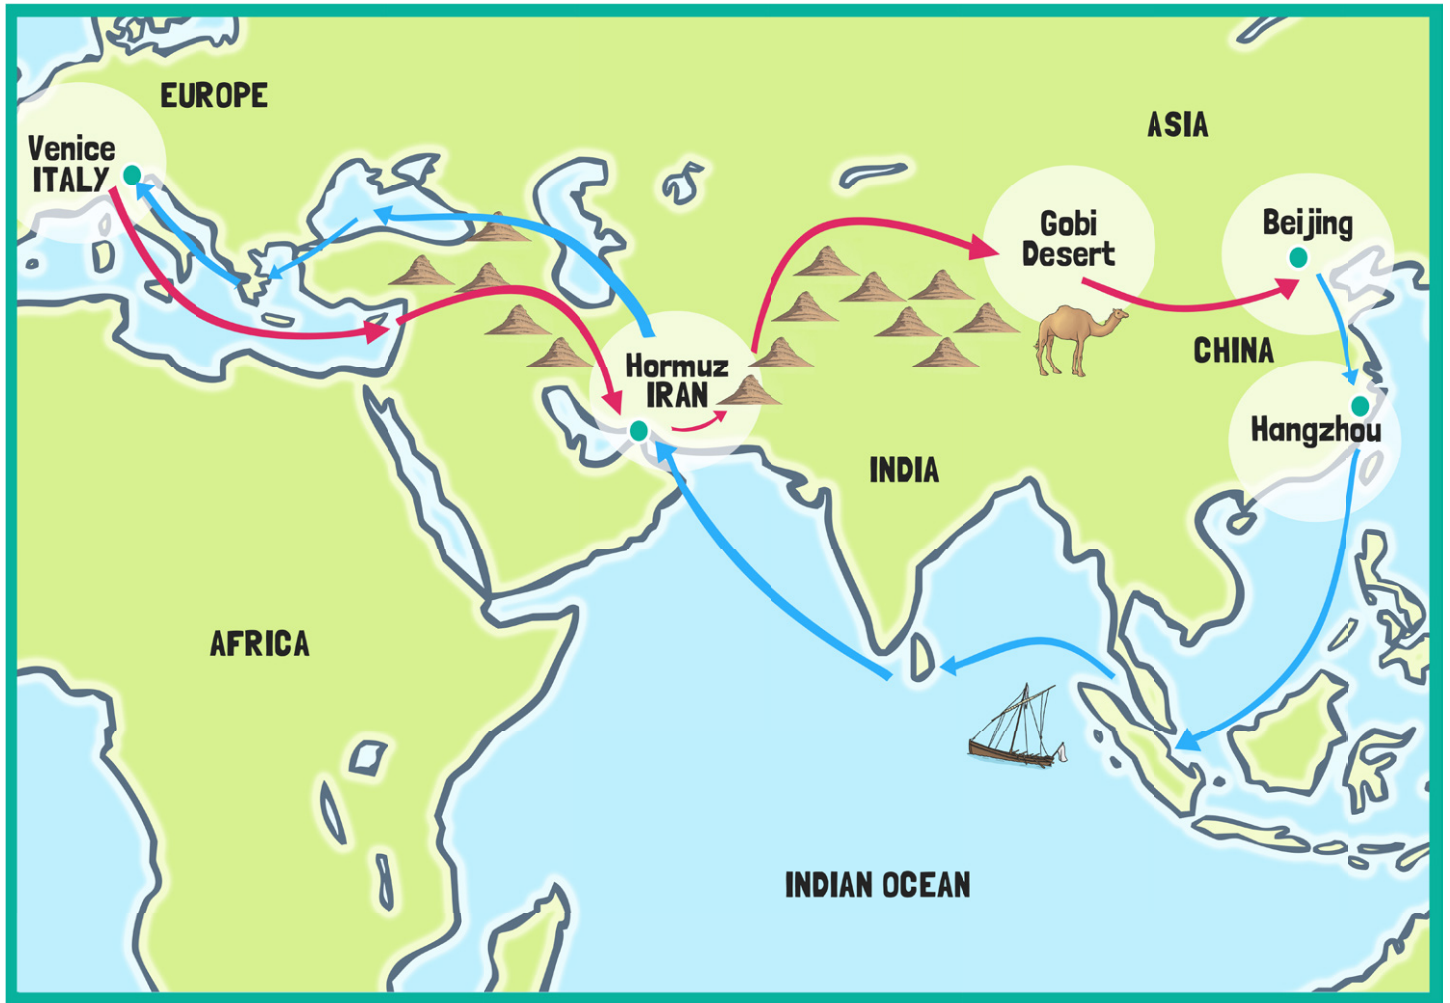 EUROPE
ASIA
Venice
ITALY
Gobi
Desert
Beijing
CHINA
Hormuz
IRAN
Hangzhou
INDIA
AFRICA
INDIAN OCEAN